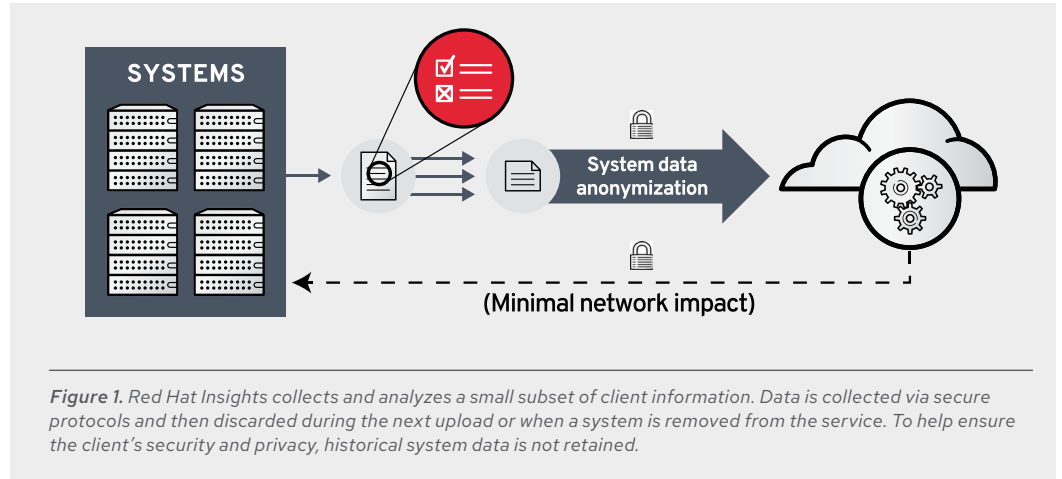 SYSTEMS
System data
anonymization
(Minimal network impact)
Figure 1. Red Hat Insights collects and analyzes a small subset of client information. Data is collected via secure
protocols and then discarded during the next upload or when a system is removed from the service. To help ensure
the client’s security and privacy, historical system data is not retained.